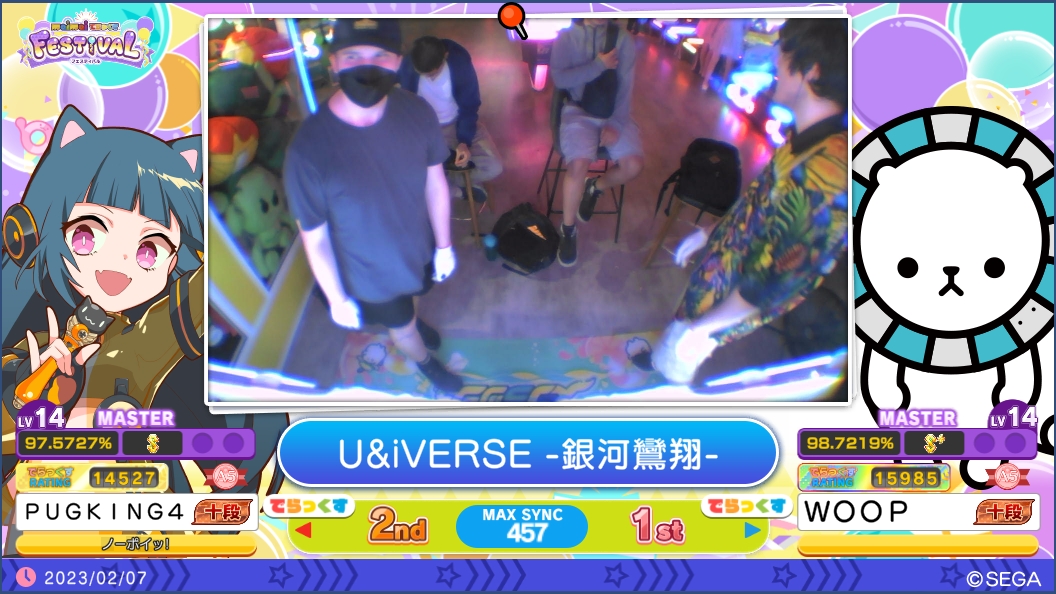 maimai でらっくす
FESTiVAL
フェスティバル
U&iVERSE -銀河鸞翔-
LV 14 MASTER
97.5727% S
でらっくす
RATING 14527
A5
PUGKING4 十段
ノーポイッ!
MASTER LV 14
98.7219% S+
でらっくす
RATING 15985
A5
WOOP 十段
でらっくす
2nd
MAX SYNC
457
でらっくす
1st
2023/02/07
©SEGA